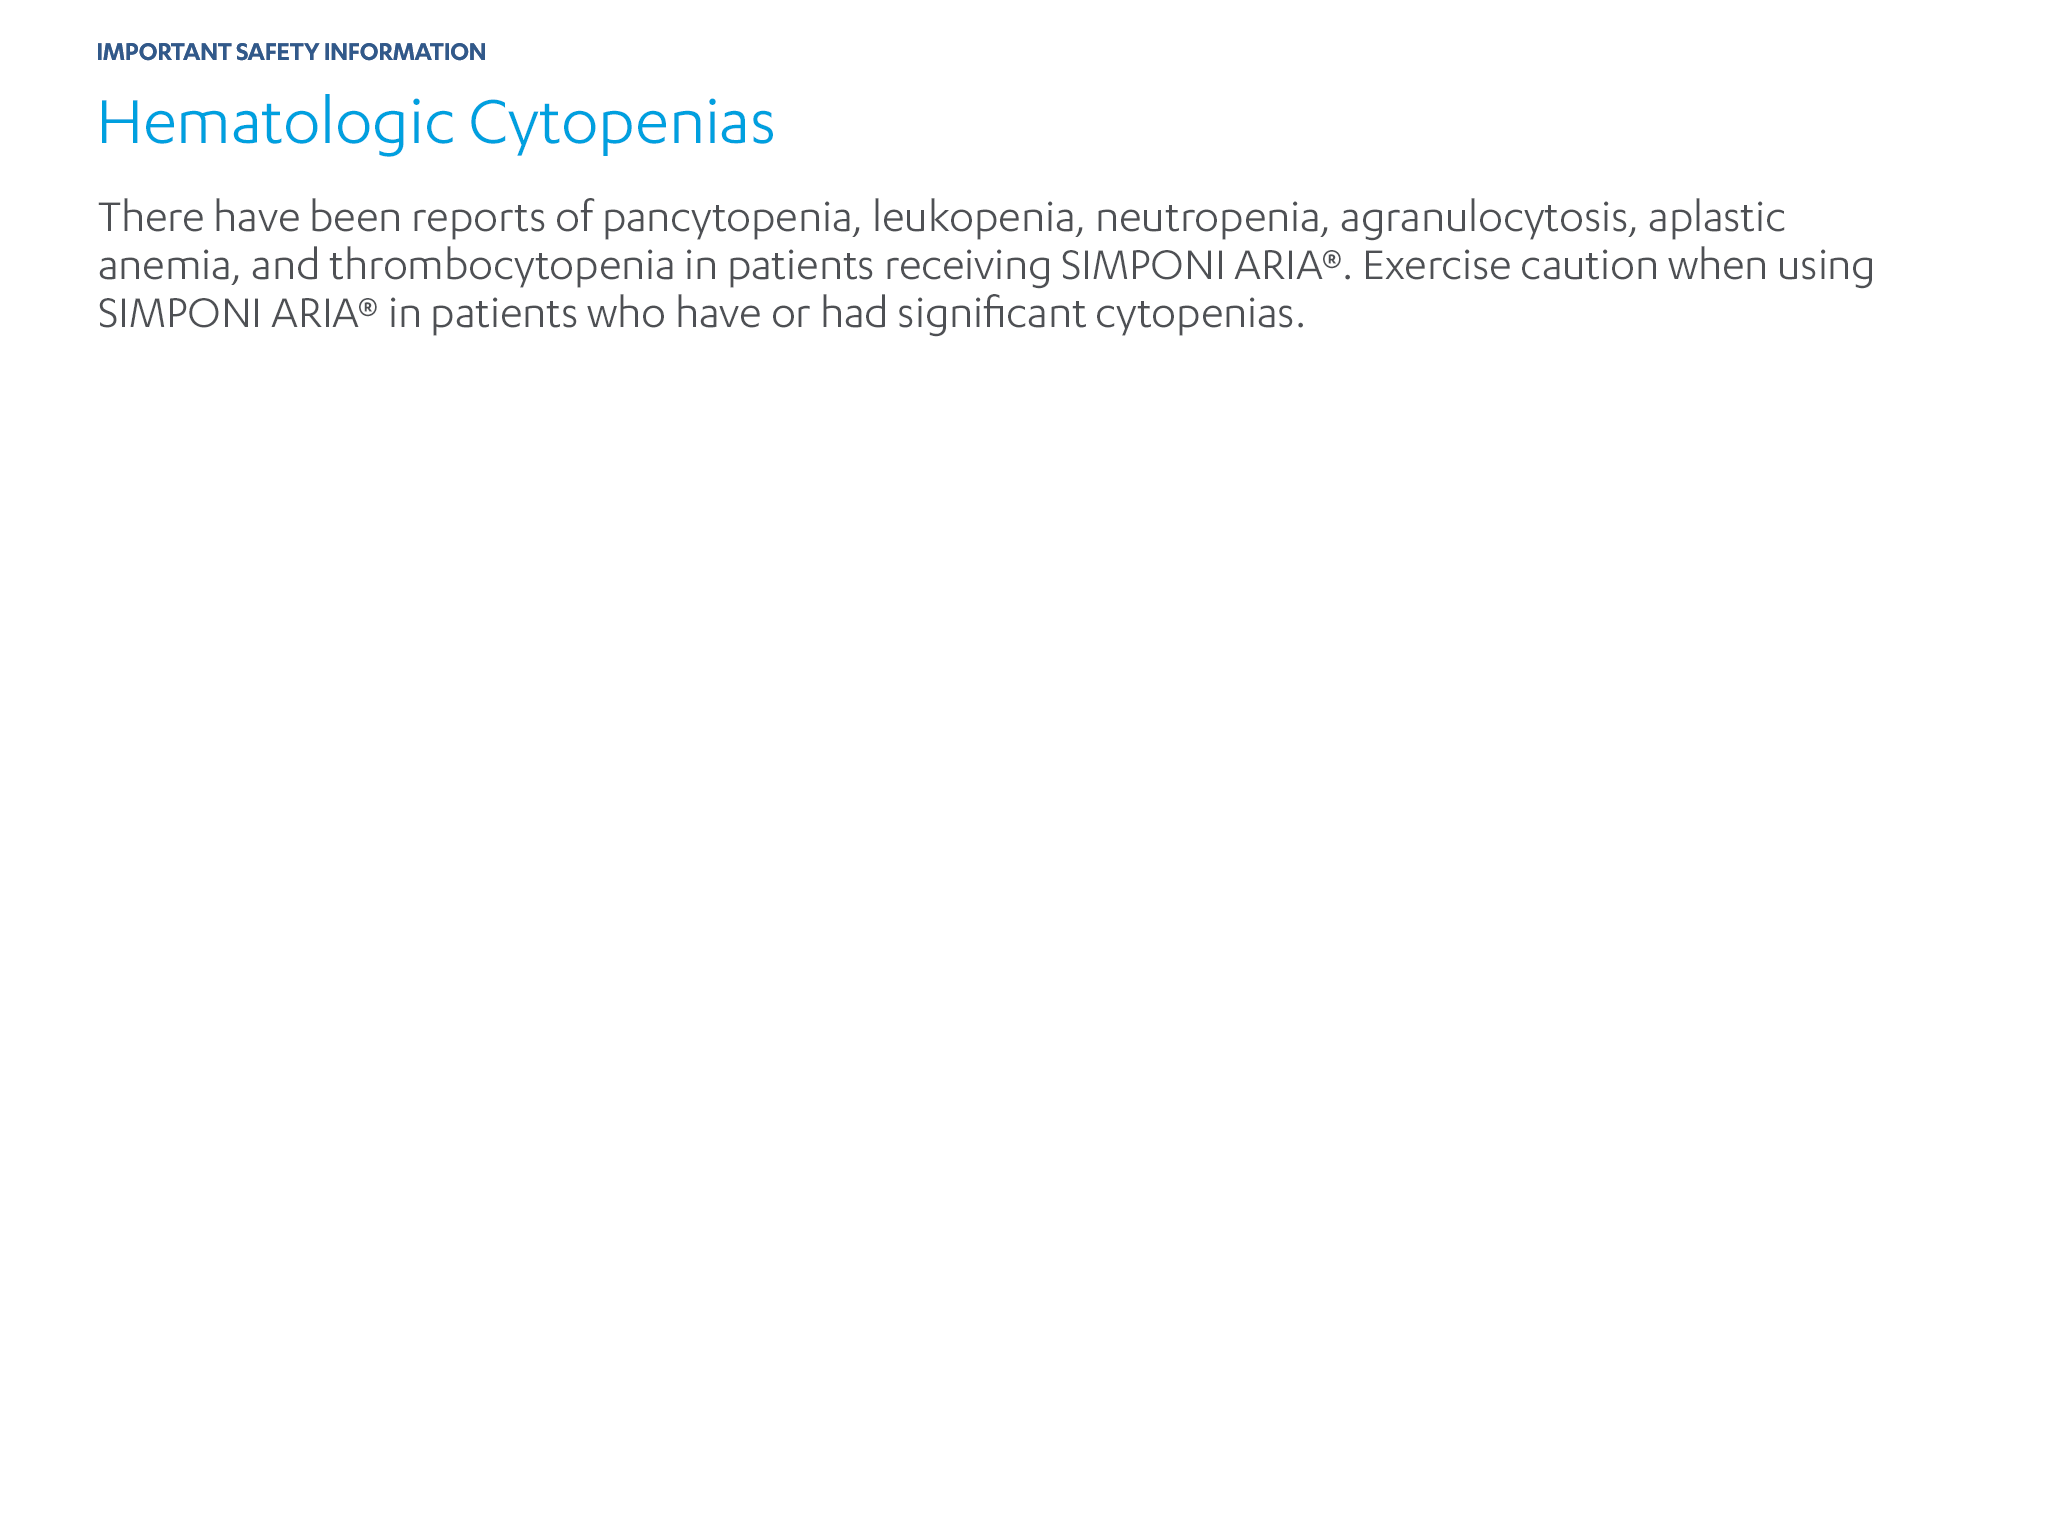 IMPORTANT SAFETY INFORMATION
Hematologic Cytopenias
There have been reports of pancytopenia, leukopenia, neutropenia, agranulocytosis, aplastic
anemia, and thrombocytopenia in patients receiving SIMPONI ARIA®. Exercise caution when using
SIMPONI ARIA® in patients who have or had significant cytopenias.